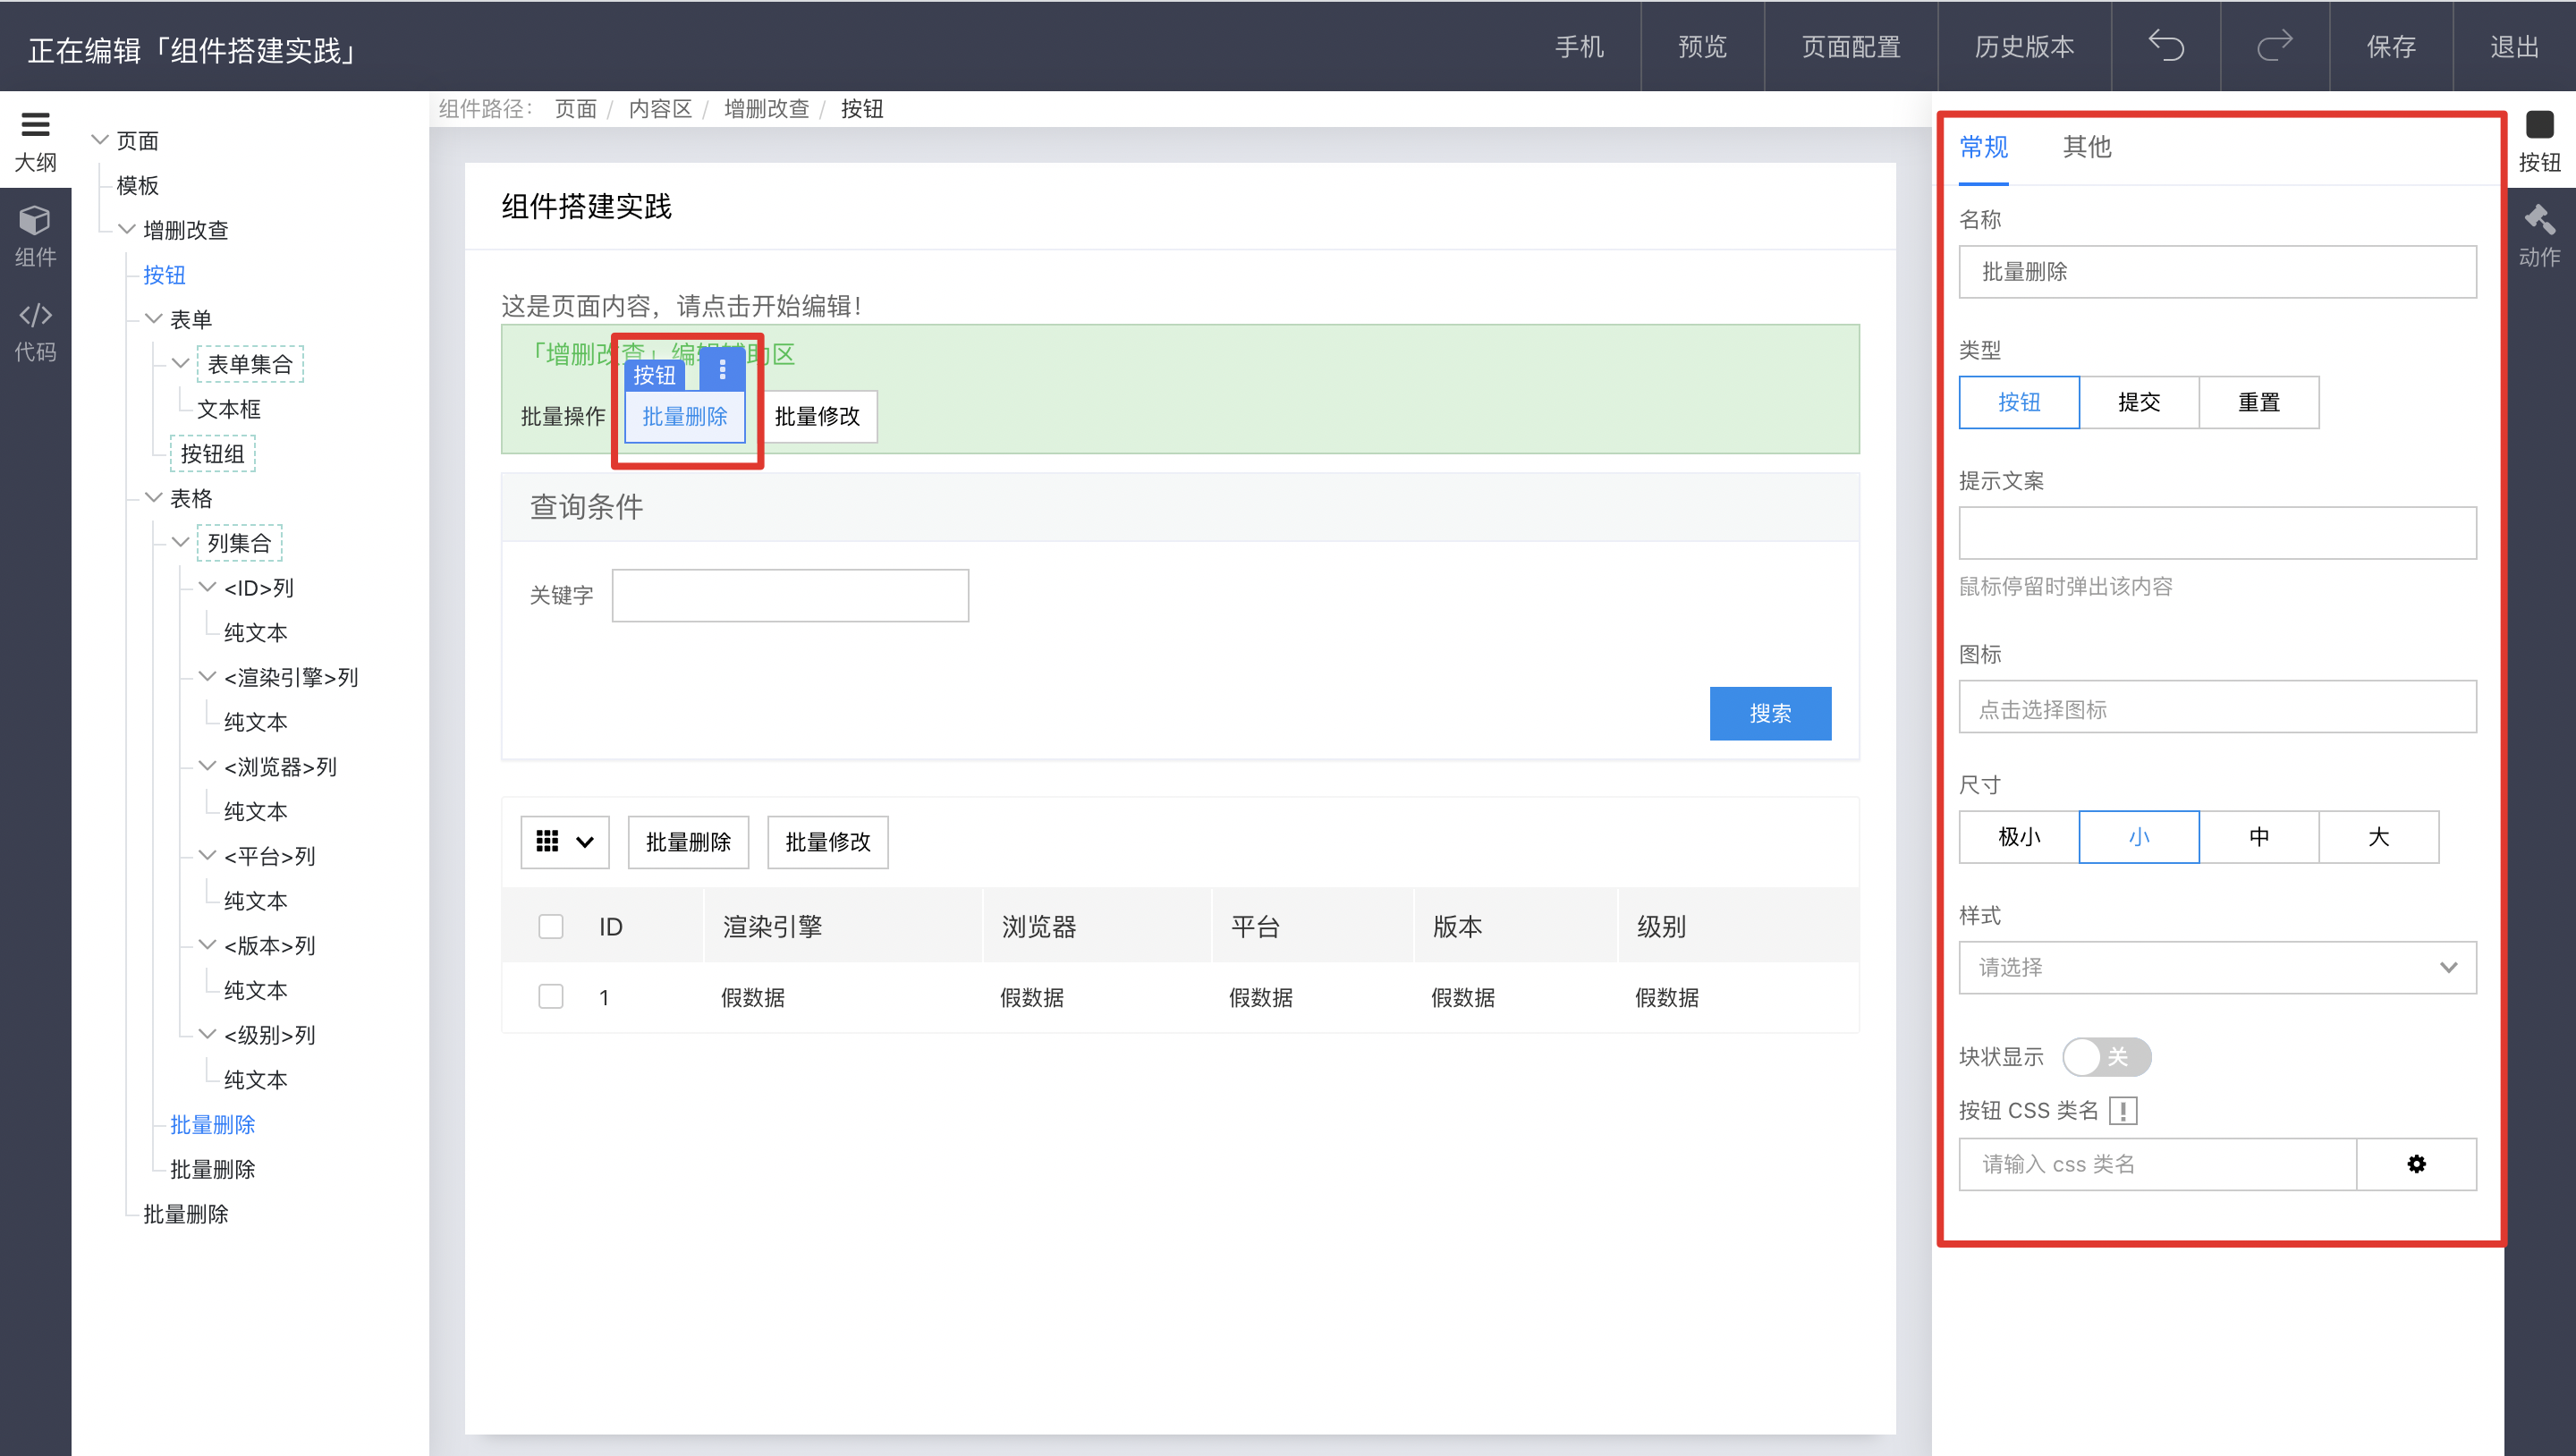 正在编辑「组件搭建实践」
手机
预览
页面配置
历史版本
保存
退出
大纲
组件
代码
页面
模板
增删改查
按钮
表单
表单集合
文本框
按钮组
表格
列集合
<ID>列
纯文本
<渲染引擎>列
纯文本
<浏览器>列
纯文本
<平台>列
纯文本
<版本>列
纯文本
<级别>列
纯文本
批量删除
批量删除
批量删除
组件路径： 页面 / 内容区 / 增删改查 / 按钮
组件搭建实践
这是页面内容，请点击开始编辑！
「增删改查」编辑辅助区
按钮
批量操作 批量删除 批量修改
查询条件
关键字
搜索
批量删除 批量修改
ID 渲染引擎 浏览器 平台 版本 级别
1 假数据 假数据 假数据 假数据 假数据
常规 其他
名称
批量删除
类型
按钮 提交 重置
提示文案
鼠标停留时弹出该内容
图标
点击选择图标
尺寸
极小 小 中 大
样式
请选择
块状显示 关
按钮 CSS 类名
请输入 css 类名
按钮
动作